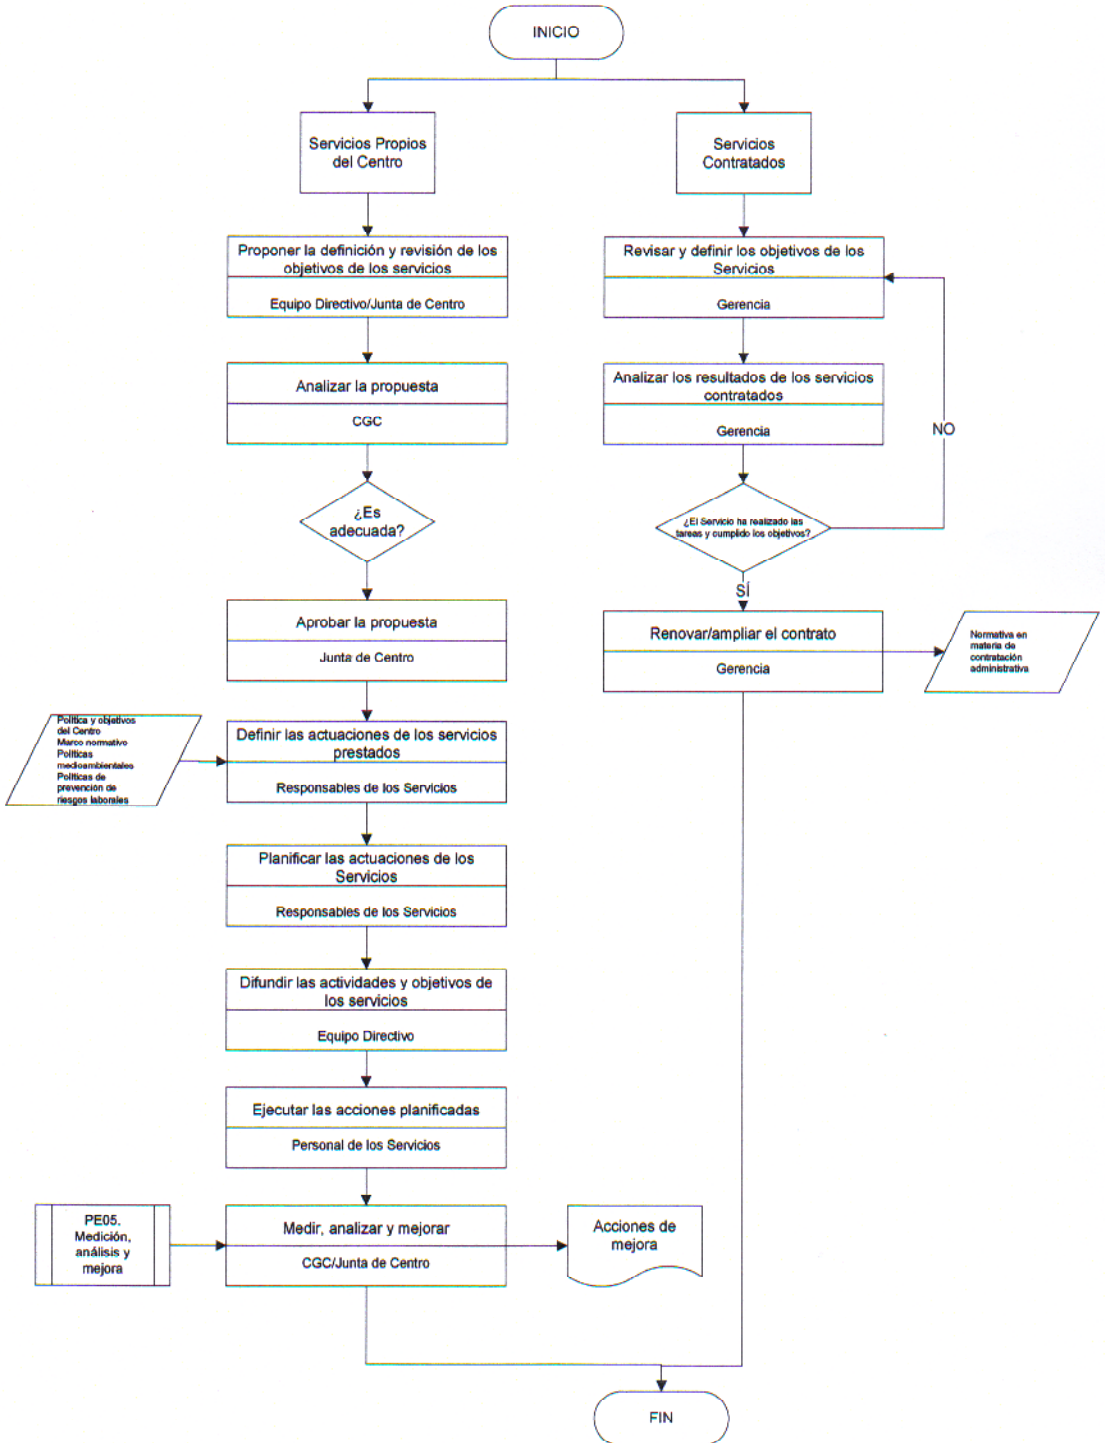 INICIO
Servicios Propios
del Centro
Servicios
Contratados
Proponer la definición y revisión de los
objetivos de los servicios
Equipo Directivo/Junta de Centro
Revisar y definir los objetivos de los
Servicios
Gerencia
Analizar la propuesta
CGC
Analizar los resultados de los servicios
contratados
Gerencia
NO
¿Es
adecuada?
¿El Servicio ha realizado las
tareas y cumplido los objetivos?
SÍ
Aprobar la propuesta
Junta de Centro
Renovar/ampliar el contrato
Gerencia
Normativa en
materia de
contratación
administrativa
Política y objetivos
del Centro
Marco normativo
Políticas
medioambientales
Políticas de
prevención de
riesgos laborales
Definir las actuaciones de los servicios
prestados
Responsables de los Servicios
Planificar las actuaciones de los
Servicios
Responsables de los Servicios
Difundir las actividades y objetivos de
los servicios
Equipo Directivo
Ejecutar las acciones planificadas
Personal de los Servicios
PE05.
Medición,
análisis y
mejora
Medir, analizar y mejorar
CGC/Junta de Centro
Acciones de
mejora
FIN